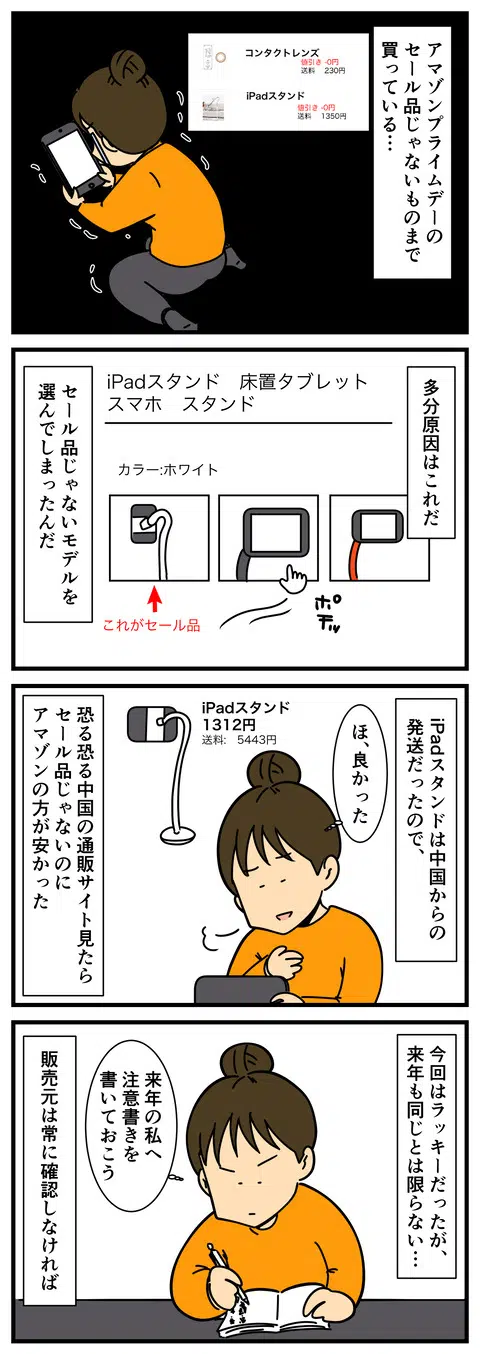 アマゾンプライムデーの
セール品じゃないものまで
買っている…
コンタクトレンズ
値引き -0円
送料 230円
iPadスタンド
値引き -0円
送料 1350円
多分原因はこれだ
iPadスタンド 床置タブレット
スマホ スタンド
カラー:ホワイト
これがセール品
ポチッ
セール品じゃないモデルを
選んでしまったんだ
iPadスタンドは中国からの
発送だったので、
ほ、良かった
iPadスタンド
1312円
送料: 5443円
恐る恐る中国の通販サイト見たら
セール品じゃないのに
アマゾンの方が安かった
今回はラッキーだったが、
来年も同じとは限らない…
来年の私へ
注意書きを
書いておこう
販売元は常に確認しなければ